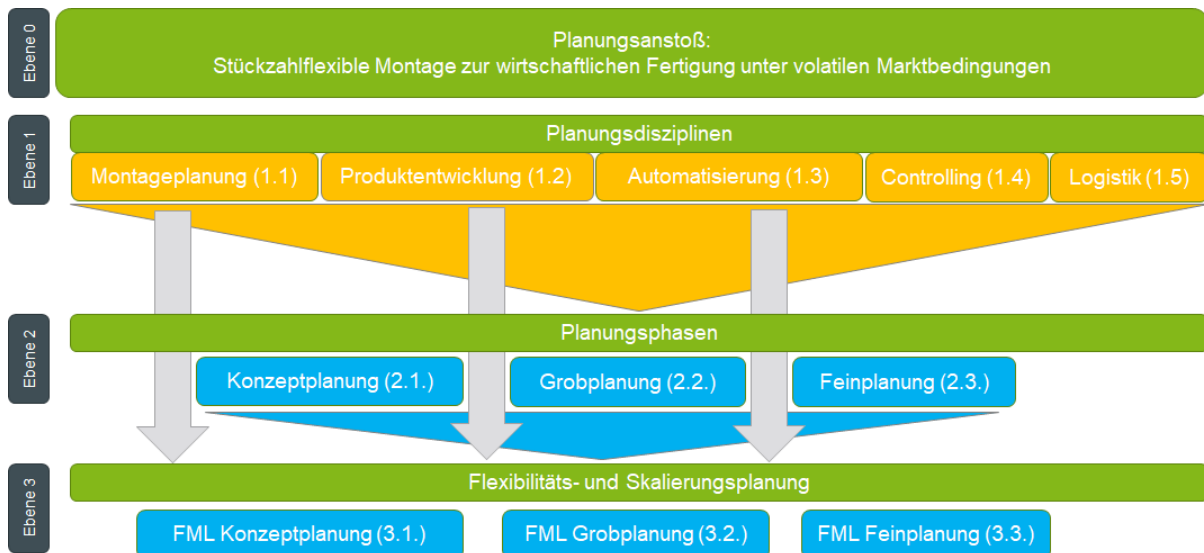 Ebene 0
Planungsanstoß:
Stückzahlflexible Montage zur wirtschaftlichen Fertigung unter volatilen Marktbedingungen
Ebene 1
Planungsdisziplinen
Montageplanung (1.1)
Produktentwicklung (1.2)
Automatisierung (1.3)
Controlling (1.4)
Logistik (1.5)
Ebene 2
Planungsphasen
Konzeptplanung (2.1.)
Grobplanung (2.2.)
Feinplanung (2.3.)
Ebene 3
Flexibilitäts- und Skalierungsplanung
FML Konzeptplanung (3.1.)
FML Grobplanung (3.2.)
FML Feinplanung (3.3.)